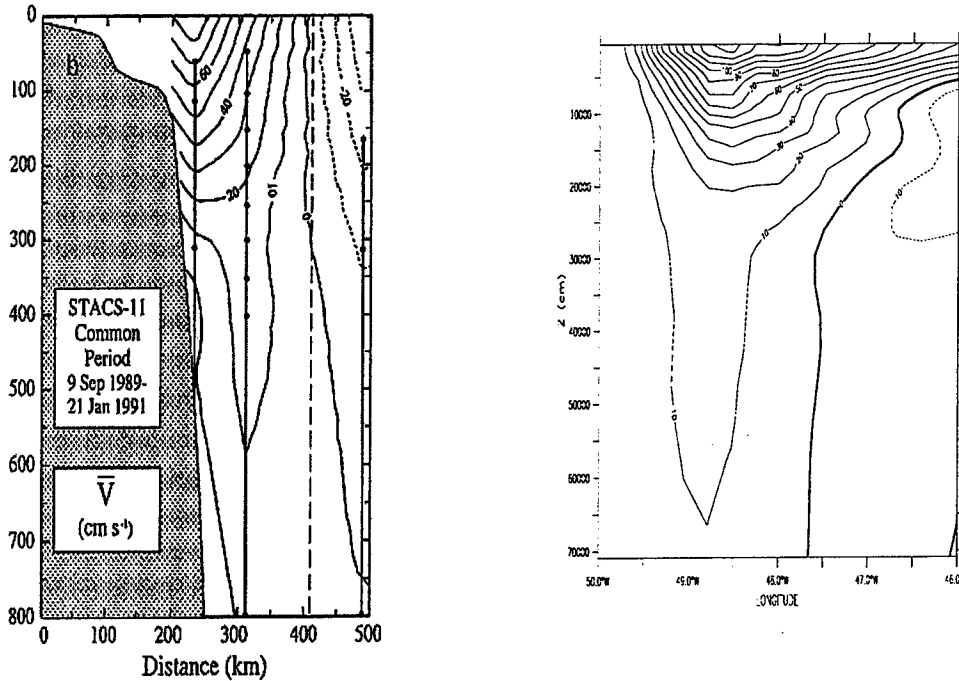 0
100
200
300
400
500
600
700
800
b
60
40
20
10
0
-20
STACS-11
Common
Period
9 Sep 1989-
21 Jan 1991
V̅
(cm s⁻¹)
0 100 200 300 400 500
Distance (km)
Z (cm)
10000
20000
30000
40000
50000
60000
70000
10
30
10
10
50.0°W 49.0°W 48.0°W 47.0°W 46.0
LONGITUDE